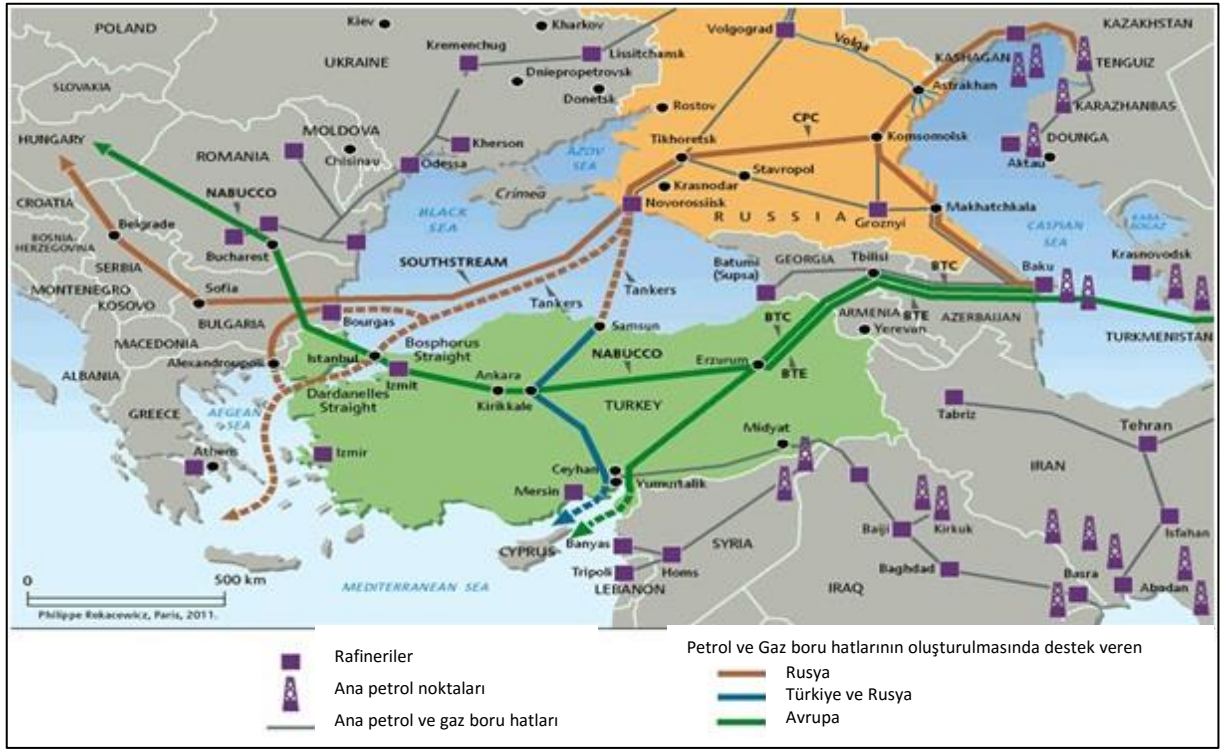 POLAND
Kiev
Kharkov
Volgograd
Volga
KAZAKHSTAN
Kremenchug
Lissitchansk
KASHAGAN
TENGUIZ
UKRAINE
Dniepropetrovsk
Astrakhan
SLOVAKIA
Donetsk
KARAZHANBAS
Rostov
CPC
MOLDOVA
HUNGARY
Tikhoretsk
Komsomolsk
DOUNGA
ROMANIA
Chisinav
Kherson
Odessa
AZOV
SEA
Aktau
Stavropol
NABUCCO
Crimea
Krasnodar
CROATIA
Novorossiisk
RUSSIA
Groznyi
Makhatchkala
BLACK
SEA
Belgrade
BOSNIA-
HERZEGOVINA
CASPIAN
SEA
KARA-
BOGAZ
Bucharest
SERBIA
SOUTHSTREAM
Batumi
(Supsa)
GEORGIA
Tbilisi
BTC
Baku
Krasnovodsk
MONTENEGRO
KOSOVO
Sofia
Tankers
Tankers
BULGARIA
Bourgas
Samsun
BTC
ARMENIA
BTE
AZERBAIJAN
Yerevan
TURKMENISTAN
MACEDONIA
Bosphorus
Straight
NABUCCO
Alexandroupoli
Istanbul
Erzurum
BTE
ALBANIA
Izmit
Ankara
Dardanelles
Straight
Kirikkale
TURKEY
GREECE
AEGEAN
SEA
Tabriz
Midyat
Tehran
Athens
Izmir
Ceyhan
IRAN
Mersin
Yumurtalik
Baiji
Kirkuk
Isfahan
CYPRUS
Banyas
SYRIA
0
500 km
MEDITERRANEAN SEA
Tripoli
Homs
Baghdad
Basra
Abadan
LEBANON
IRAQ
Philippe Rekacewicz, Paris, 2011.
Rafineriler
Ana petrol noktaları
Ana petrol ve gaz boru hatları
Petrol ve Gaz boru hatlarının oluşturulmasında destek veren
Rusya
Türkiye ve Rusya
Avrupa